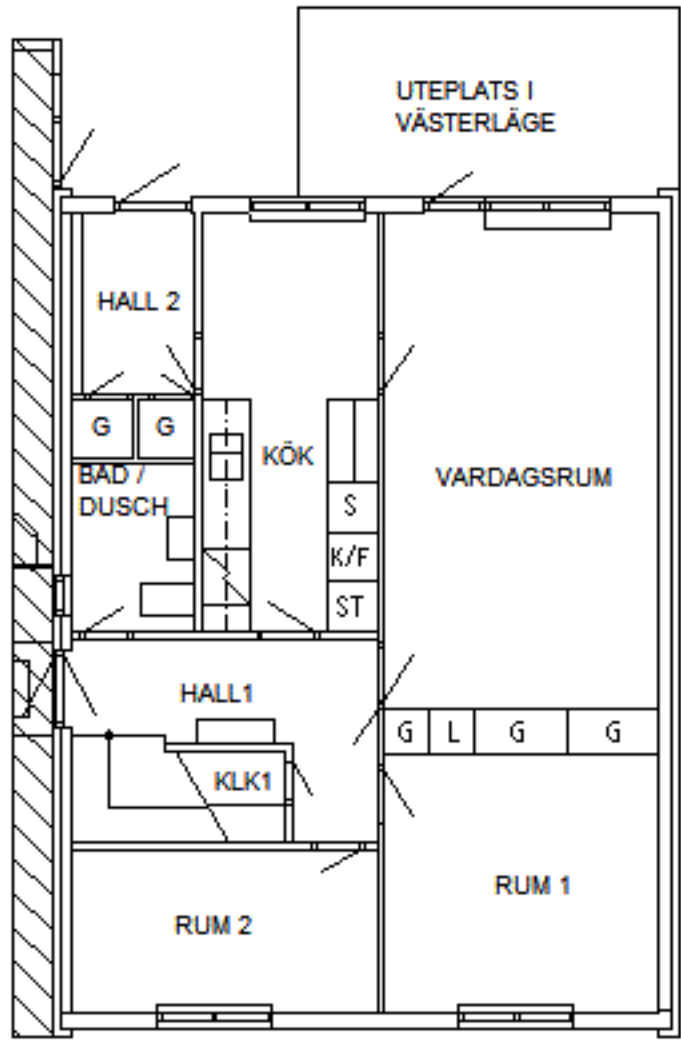 UTEPLATS I
VÄSTERLÄGE
HALL 2
G G
KÖK
BAD /
DUSCH
VARDAGSRUM
S
K/F
ST
HALL1
G L G G
KLK1
RUM 1
RUM 2